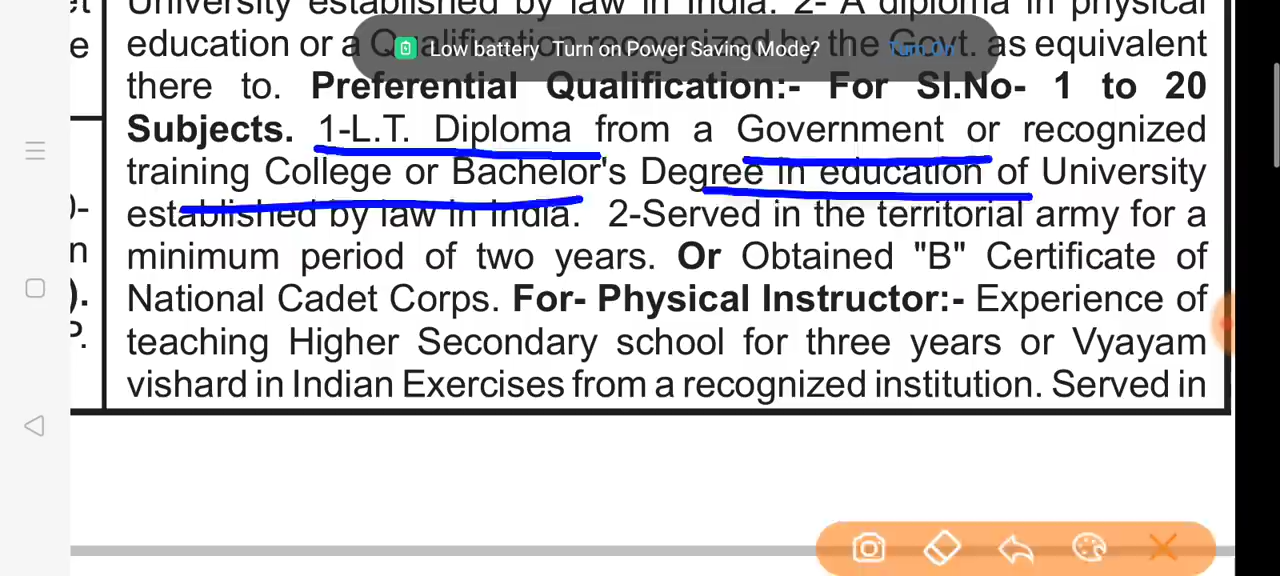 University established by law in India. 2- A diploma in physical
e education or a Qualification recognized by the Govt. as equivalent
Low battery Turn on Power Saving Mode? Turn On
there to. Preferential Qualification:- For Sl.No- 1 to 20
Subjects. 1-L.T. Diploma from a Government or recognized
training College or Bachelor's Degree in education of University
)- established by law in India. 2-Served in the territorial army for a
n minimum period of two years. Or Obtained "B" Certificate of
). National Cadet Corps. For- Physical Instructor:- Experience of
P. teaching Higher Secondary school for three years or Vyayam
vishard in Indian Exercises from a recognized institution. Served in